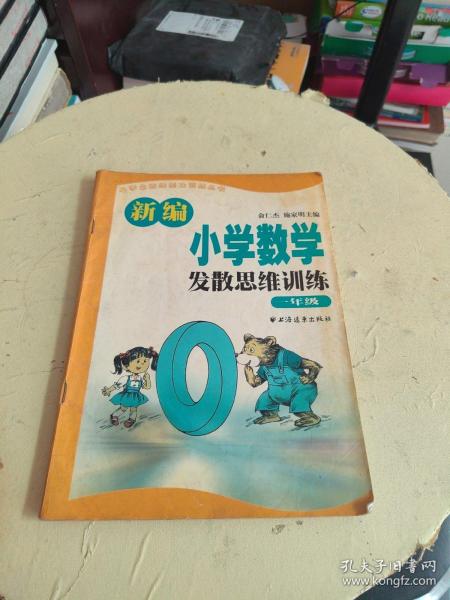 新编
俞仁杰 施家明主编
小学数学
发散思维训练
一年级
上海远东出版社
0
孔夫子旧书网
www.kongfz.com